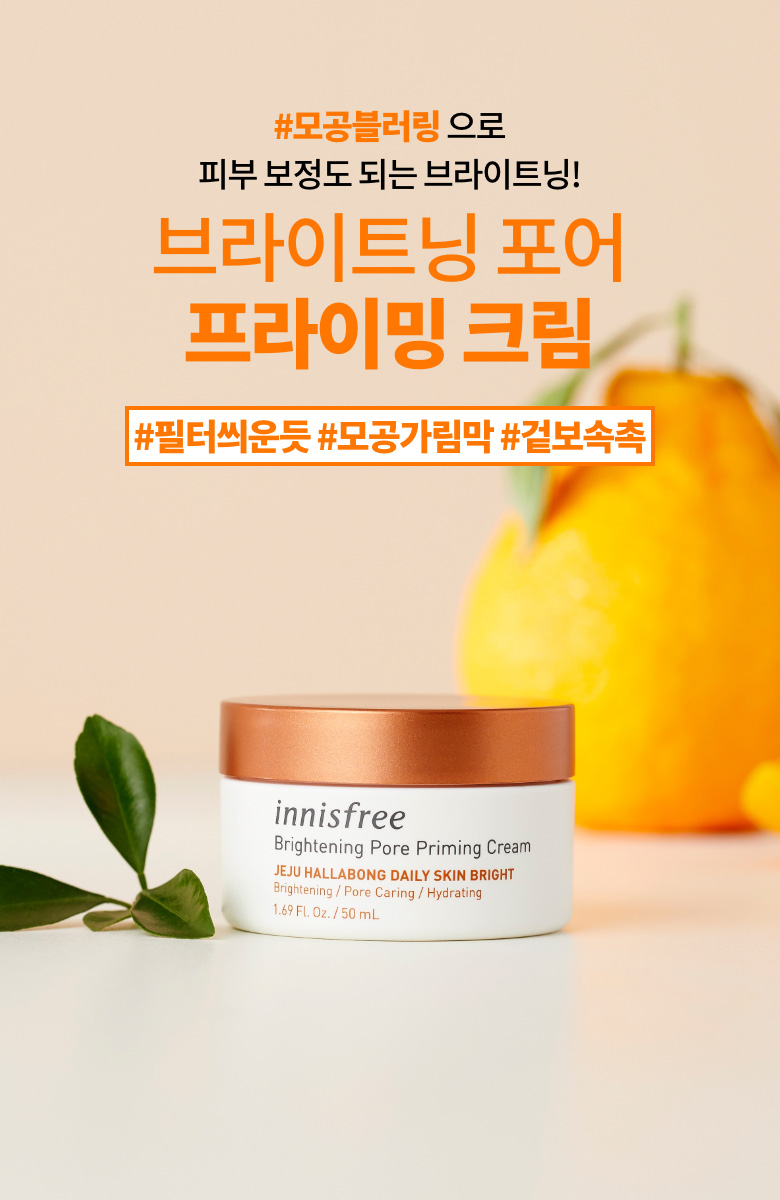 #모공블러링 으로
피부 보정도 되는 브라이트닝!
브라이트닝 포어
프라이밍 크림
#필터씌운듯 #모공가림막 #겉보속촉
innisfree
Brightening Pore Priming Cream
JEJU HALLABONG DAILY SKIN BRIGHT
Brightening / Pore Caring / Hydrating
1.69 Fl. Oz. / 50 mL